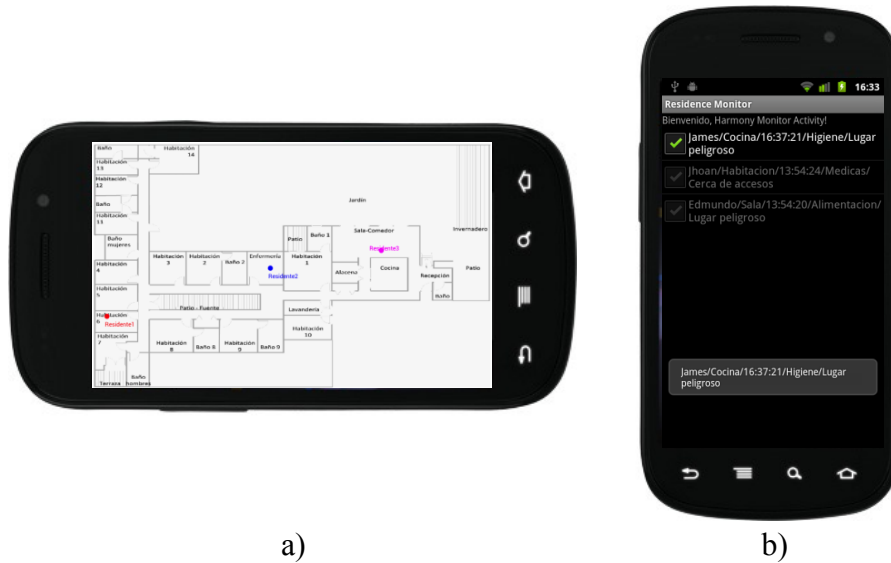 Baño
Habitación
13
Habitación
14
Habitación
12
Baño
Habitación
11
Baño
mujeres
Habitación
4
Habitación
5
Habitación
6
Residente1
Habitación
7
Terraza
Baño
hombres
Habitación
3
Habitación
2
Baño 2
Enfermería
Residente2
Habitación
1
Patio
Baño 1
Jardín
Sala-Comedor
Residente3
Invernadero
Alacena
Cocina
Recepción
Patio
Baño
Patio - Fuente
Lavandería
Habitación
10
Habitación
8
Baño 8
Habitación
9
Baño 9
a)
16:33
Residence Monitor
Bienvenido, Harmony Monitor Activity!
James/Cocina/16:37:21/Higiene/Lugar
peligroso
Jhoan/Habitacion/13:54:24/Medicas/
Cerca de accesos
Edmundo/Sala/13:54:20/Alimentacion/
Lugar peligroso
James/Cocina/16:37:21/Higiene/Lugar
peligroso
b)